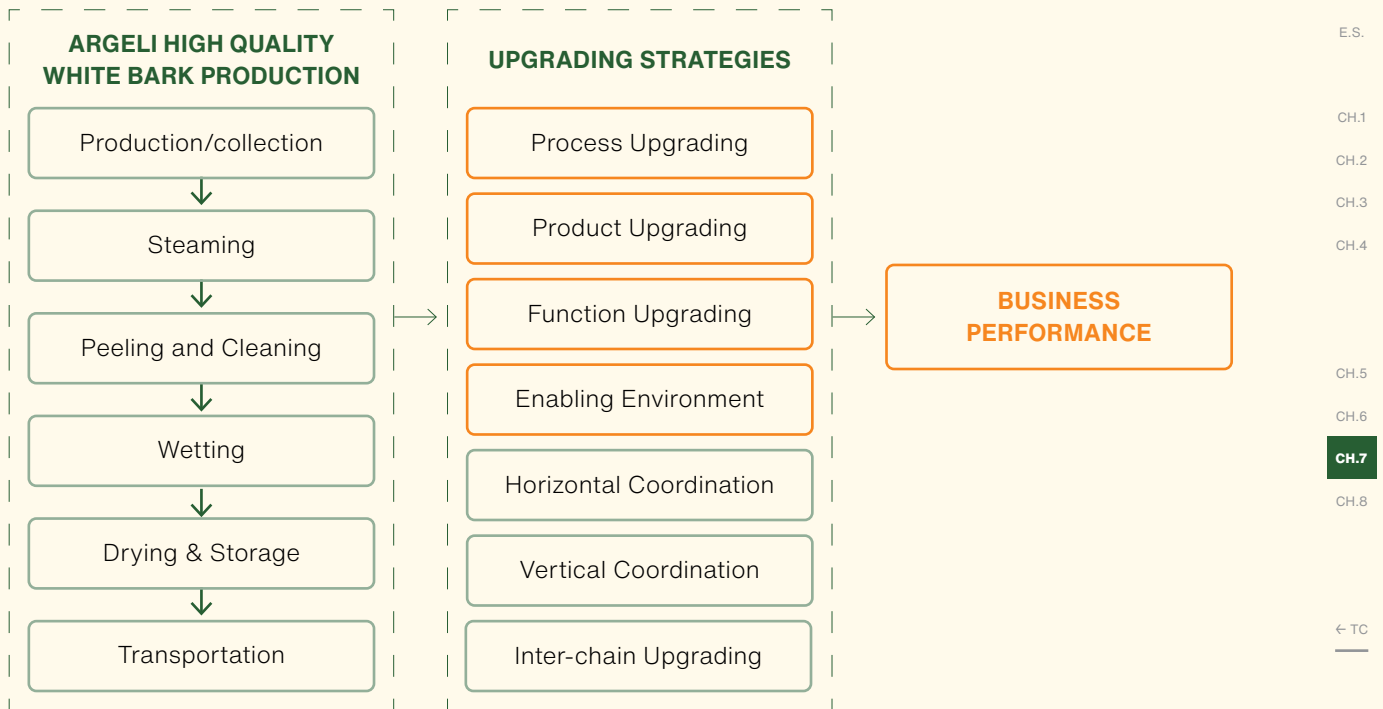 ARGELI HIGH QUALITY
WHITE BARK PRODUCTION
Production/collection
Steaming
Peeling and Cleaning
Wetting
Drying & Storage
Transportation
UPGRADING STRATEGIES
Process Upgrading
Product Upgrading
Function Upgrading
Enabling Environment
Horizontal Coordination
Vertical Coordination
Inter-chain Upgrading
BUSINESS
PERFORMANCE
E.S.
CH.1
CH.2
CH.3
CH.4
CH.5
CH.6
CH.7
CH.8
← TC